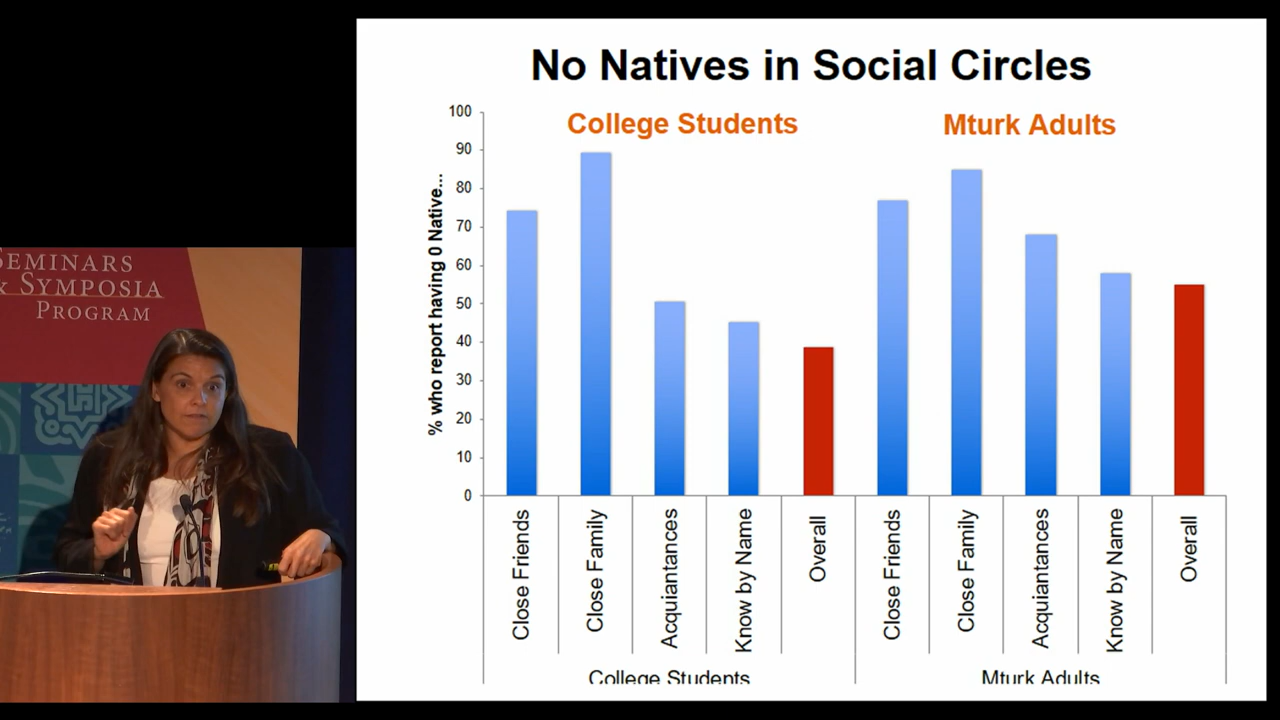 SEMINARS
& SYMPOSIA
PROGRAM
No Natives in Social Circles
College Students
Mturk Adults
% who report having 0 Native...
100
90
80
70
60
50
40
30
20
10
0
Close Friends
Close Family
Acquiantances
Know by Name
Overall
Close Friends
Close Family
Acquiantances
Know by Name
Overall
College Students
Mturk Adults